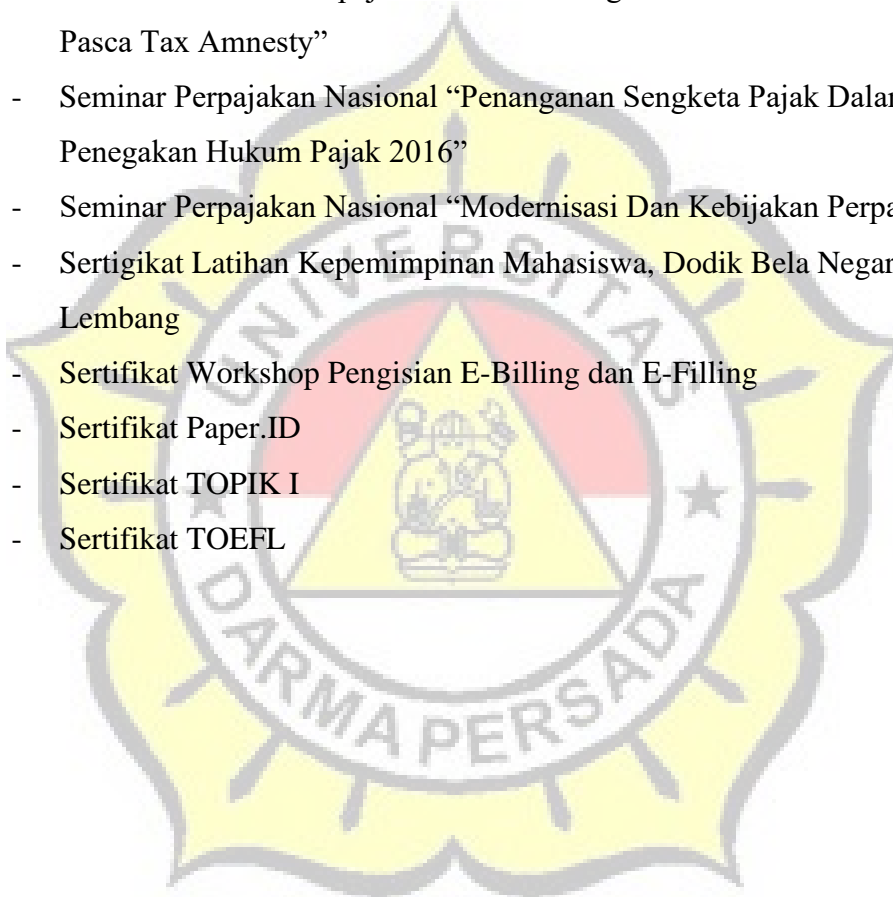 Pasca Tax Amnesty”
- Seminar Perpajakan Nasional “Penanganan Sengketa Pajak Dalam
Penegakan Hukum Pajak 2016”
- Seminar Perpajakan Nasional “Modernisasi Dan Kebijakan
- Sertigikat Latihan Kepemimpinan Mahasiswa, Dodik Bela Negara
Lembang
- Sertifikat Workshop Pengisian E-Billing dan E-Filling
- Sertifikat Paper.ID
- Sertifikat TOPIK I
- Sertifikat TOEFL
UNIVERSITAS
DARMA PERSADA